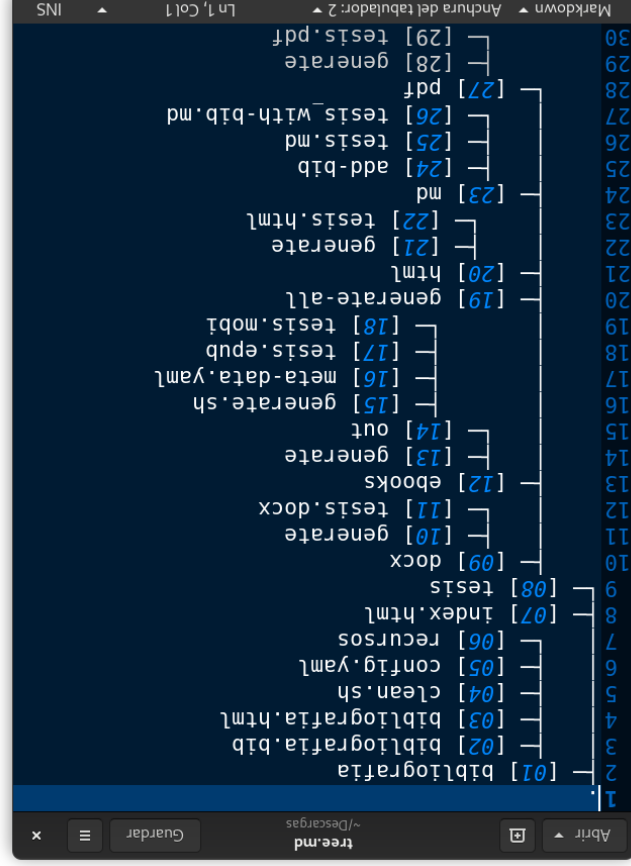 Abrir
tree.md
~/Descargas
Guardar
1 .
2 ├─ [01] bibliografia
3 │ ├─ [02] bibliografia.bib
4 │ ├─ [03] bibliografia.html
5 │ ├─ [04] clean.sh
6 │ ├─ [05] config.yaml
7 │ └─ [06] recursos
8 ├─ [07] index.html
9 └─ [08] tesis
10 ├─ [09] docx
11 │ ├─ [10] generate
12 │ └─ [11] tesis.docx
13 ├─ [12] ebooks
14 │ ├─ [13] generate
15 │ └─ [14] out
16 │ ├─ [15] generate.sh
17 │ ├─ [16] meta-data.yaml
18 │ ├─ [17] tesis.epub
19 │ └─ [18] tesis.mobi
20 ├─ [19] generate-all
21 ├─ [20] html
22 │ ├─ [21] generate
23 │ └─ [22] tesis.html
24 ├─ [23] md
25 │ ├─ [24] add-bib
26 │ ├─ [25] tesis.md
27 │ └─ [26] tesis_with-bib.md
28 └─ [27] pdf
29 ├─ [28] generate
30 └─ [29] tesis.pdf
Markdown Anchura del tabulador: 2 Ln 1, Col 1 INS